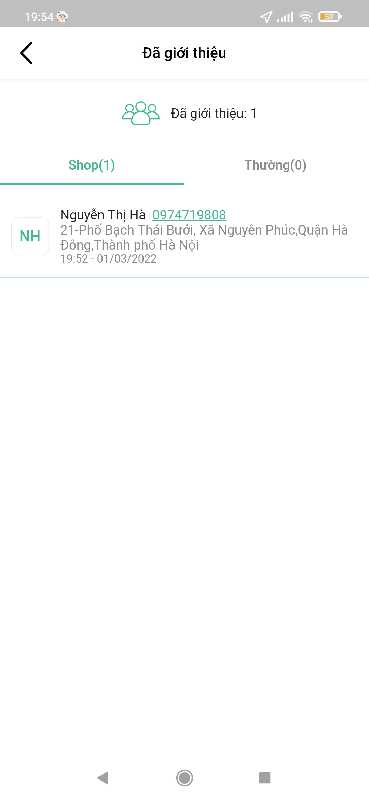 19:54
Đã giới thiệu
Đã giới thiệu: 1
Shop(1)
Thường(0)
NH
Nguyễn Thị Hà 0974719808
21-Phố Bạch Thái Bưởi, Xã Nguyên Phúc,Quận Hà
Đông,Thành phố Hà Nội
19:52 - 01/03/2022